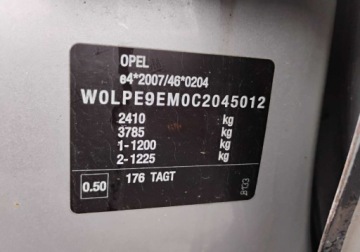 OPEL
e4*2007/46*0204
W0LPE9EM0C2045012
2410 kg
3785 kg
1-1200 kg
2-1225 kg
0.50 176 TAGT